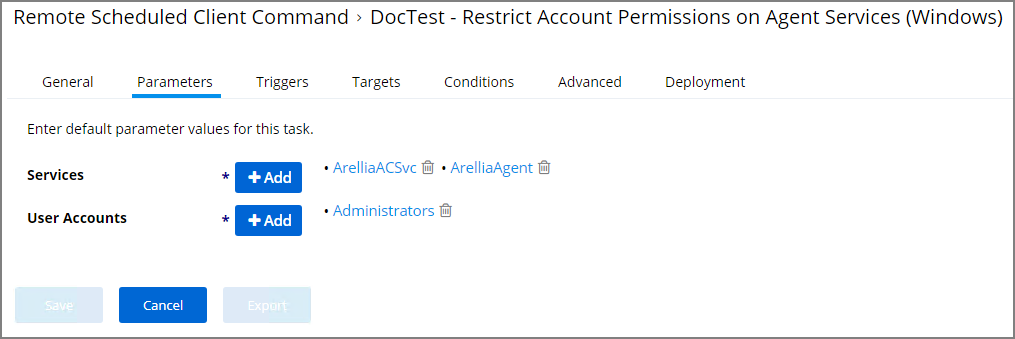 Remote Scheduled Client Command › DocTest - Restrict Account Permissions on Agent Services (Windows)
General Parameters Triggers Targets Conditions Advanced Deployment
Enter default parameter values for this task.
Services * + Add • ArelliaACSvc • ArelliaAgent
User Accounts * + Add • Administrators
Save Cancel Export